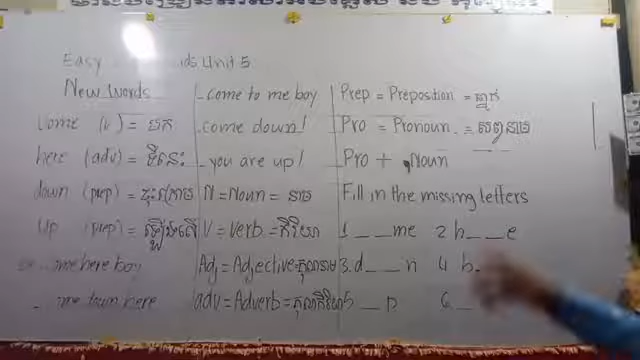 Easy Unit 5
New Words
come (v) = មក
here (adv) = ទីនេះ
down (prep) = ចុះក្រោម
up (prep) = ឡើងលើ
me here boy
me down here
come to me boy
come down!
you are up!
N = Noun = នាម
V = verb = កិរិយា
Adj = Adjective = គុណនាម
adv = Adverb = គុណកិរិយា
Prep = Preposition = ធ្នាក់
Pro = Pronoun = សព្វនាម
Pro + Noun
Fill in the missing letters
1 _ _ me 2 h _ _ e
3. d _ _ n 4 b _
5 _ p 6 _